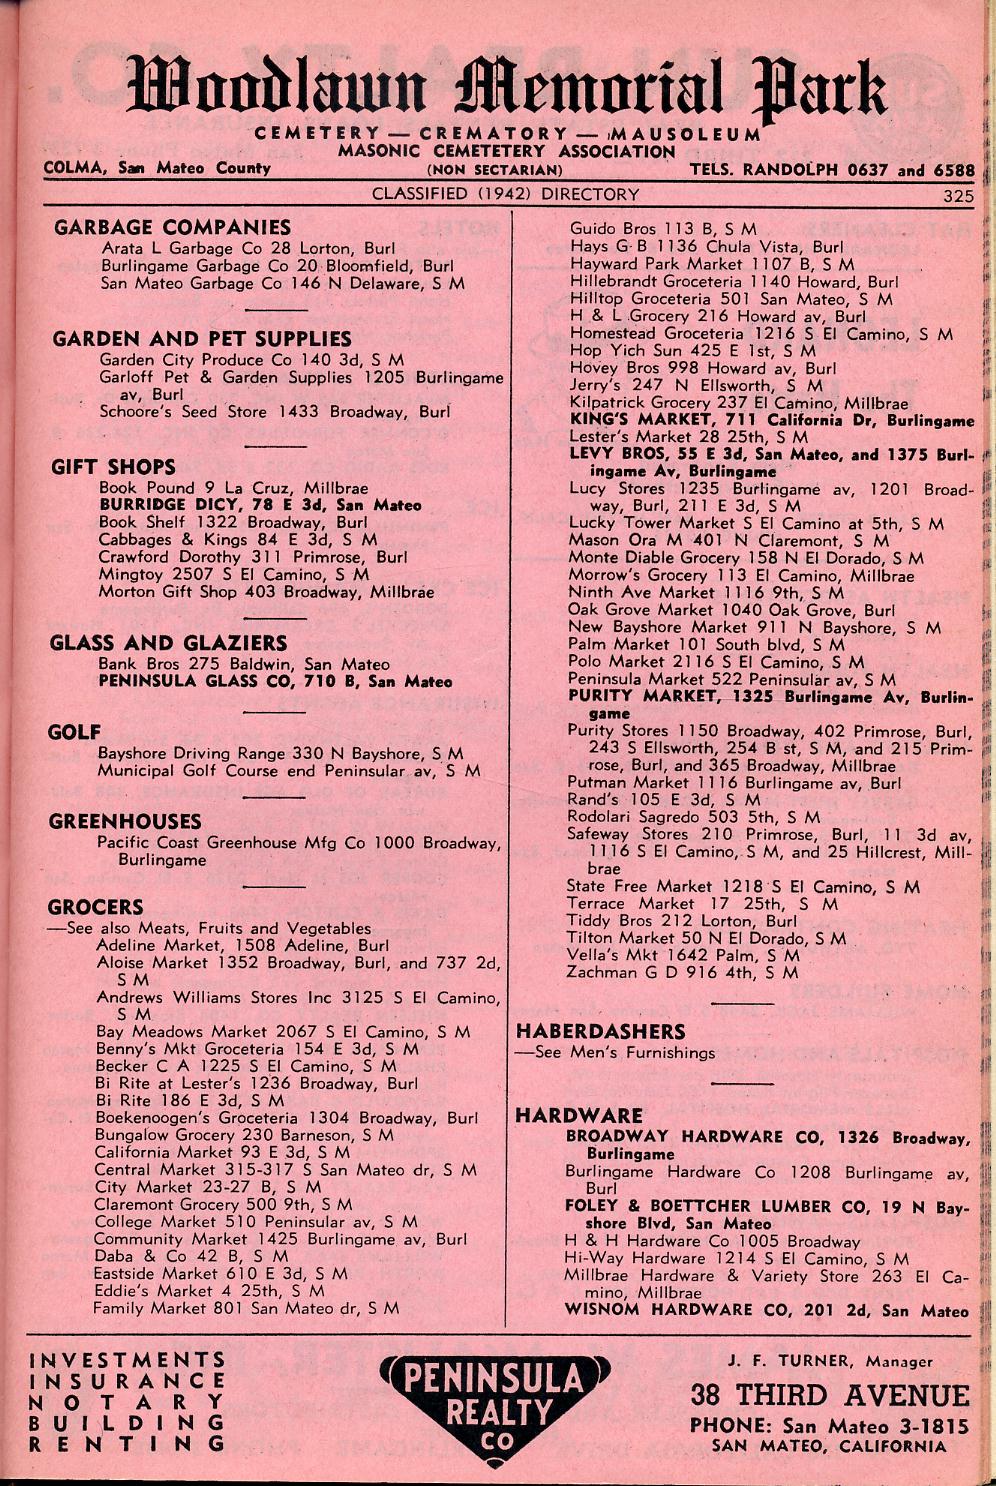 Woodlawn Memorial Park
CEMETERY — CREMATORY — MAUSOLEUM
MASONIC CEMETETERY ASSOCIATION
COLMA, San Mateo County (NON SECTARIAN) TELS. RANDOLPH 0637 and 6588
CLASSIFIED (1942) DIRECTORY 325
GARBAGE COMPANIES
Arata L Garbage Co 28 Lorton, Burl
Burlingame Garbage Co 20 Bloomfield, Burl
San Mateo Garbage Co 146 N Delaware, S M
GARDEN AND PET SUPPLIES
Garden City Produce Co 140 3d, S M
Garloff Pet & Garden Supplies 1205 Burlingame
av, Burl
Schoore's Seed Store 1433 Broadway, Burl
GIFT SHOPS
Book Pound 9 La Cruz, Millbrae
BURRIDGE DICY, 78 E 3d, San Mateo
Book Shelf 1322 Broadway, Burl
Cabbages & Kings 84 E 3d, S M
Crawford Dorothy 311 Primrose, Burl
Mingtoy 2507 S El Camino, S M
Morton Gift Shop 403 Broadway, Millbrae
GLASS AND GLAZIERS
Bank Bros 275 Baldwin, San Mateo
PENINSULA GLASS CO, 710 B, San Mateo
GOLF
Bayshore Driving Range 330 N Bayshore, S M
Municipal Golf Course end Peninsular av, S M
GREENHOUSES
Pacific Coast Greenhouse Mfg Co 1000 Broadway,
Burlingame
GROCERS
—See also Meats, Fruits and Vegetables
Adeline Market, 1508 Adeline, Burl
Aloise Market 1352 Broadway, Burl, and 737 2d,
S M
Andrews Williams Stores Inc 3125 S El Camino,
S M
Bay Meadows Market 2067 S El Camino, S M
Benny's Mkt Groceteria 154 E 3d, S M
Becker C A 1225 S El Camino, S M
Bi Rite at Lester's 1236 Broadway, Burl
Bi Rite 186 E 3d, S M
Boekenoogen's Groceteria 1304 Broadway, Burl
Bungalow Grocery 230 Barneson, S M
California Market 93 E 3d, S M
Central Market 315-317 S San Mateo dr, S M
City Market 23-27 B, S M
Claremont Grocery 500 9th, S M
College Market 510 Peninsular av, S M
Community Market 1425 Burlingame av, Burl
Daba & Co 42 B, S M
Eastside Market 610 E 3d, S M
Eddie's Market 4 25th, S M
Family Market 801 San Mateo dr, S M
Guido Bros 113 B, S M
Hays G B 1136 Chula Vista, Burl
Hayward Park Market 1107 B, S M
Hillebrandt Groceteria 1140 Howard, Burl
Hilltop Groceteria 501 San Mateo, S M
H & L Grocery 216 Howard av, Burl
Homestead Groceteria 1216 S El Camino, S M
Hop Yich Sun 425 E 1st, S M
Hovey Bros 998 Howard av, Burl
Jerry's 247 N Ellsworth, S M
Kilpatrick Grocery 237 El Camino, Millbrae
KING'S MARKET, 711 California Dr, Burlingame
Lester's Market 28 25th, S M
LEVY BROS, 55 E 3d, San Mateo, and 1375 Burl-
ingame Av, Burlingame
Lucy Stores 1235 Burlingame av, 1201 Broad-
way, Burl, 211 E 3d, S M
Lucky Tower Market S El Camino at 5th, S M
Mason Ora M 401 N Claremont, S M
Monte Diable Grocery 158 N El Dorado, S M
Morrow's Grocery 113 El Camino, Millbrae
Ninth Ave Market 1116 9th, S M
Oak Grove Market 1040 Oak Grove, Burl
New Bayshore Market 911 N Bayshore, S M
Palm Market 101 South blvd, S M
Polo Market 2116 S El Camino, S M
Peninsula Market 522 Peninsular av, S M
PURITY MARKET, 1325 Burlingame Av, Burlin-
game
Purity Stores 1150 Broadway, 402 Primrose, Burl,
243 S Ellsworth, 254 B st, S M, and 215 Prim-
rose, Burl, and 365 Broadway, Millbrae
Putman Market 1116 Burlingame av, Burl
Rand's 105 E 3d, S M
Rodolari Sagredo 503 5th, S M
Safeway Stores 210 Primrose, Burl, 11 3d av,
1116 S El Camino, S M, and 25 Hillcrest, Mill-
brae
State Free Market 1218 S El Camino, S M
Terrace Market 17 25th, S M
Tiddy Bros 212 Lorton, Burl
Tilton Market 50 N El Dorado, S M
Vella's Mkt 1642 Palm, S M
Zachman G D 916 4th, S M
HABERDASHERS
—See Men's Furnishings
HARDWARE
BROADWAY HARDWARE CO, 1326 Broadway,
Burlingame
Burlingame Hardware Co 1208 Burlingame av,
Burl
FOLEY & BOETTCHER LUMBER CO, 19 N Bay-
shore Blvd, San Mateo
H & H Hardware Co 1005 Broadway
Hi-Way Hardware 1214 S El Camino, S M
Millbrae Hardware & Variety Store 263 El Ca-
mino, Millbrae
WISNOM HARDWARE CO, 201 2d, San Mateo
INVESTMENTS
INSURANCE
NOTARY
BUILDING
RENTING
PENINSULA
REALTY
CO
J. F. TURNER, Manager
38 THIRD AVENUE
PHONE: San Mateo 3-1815
SAN MATEO, CALIFORNIA